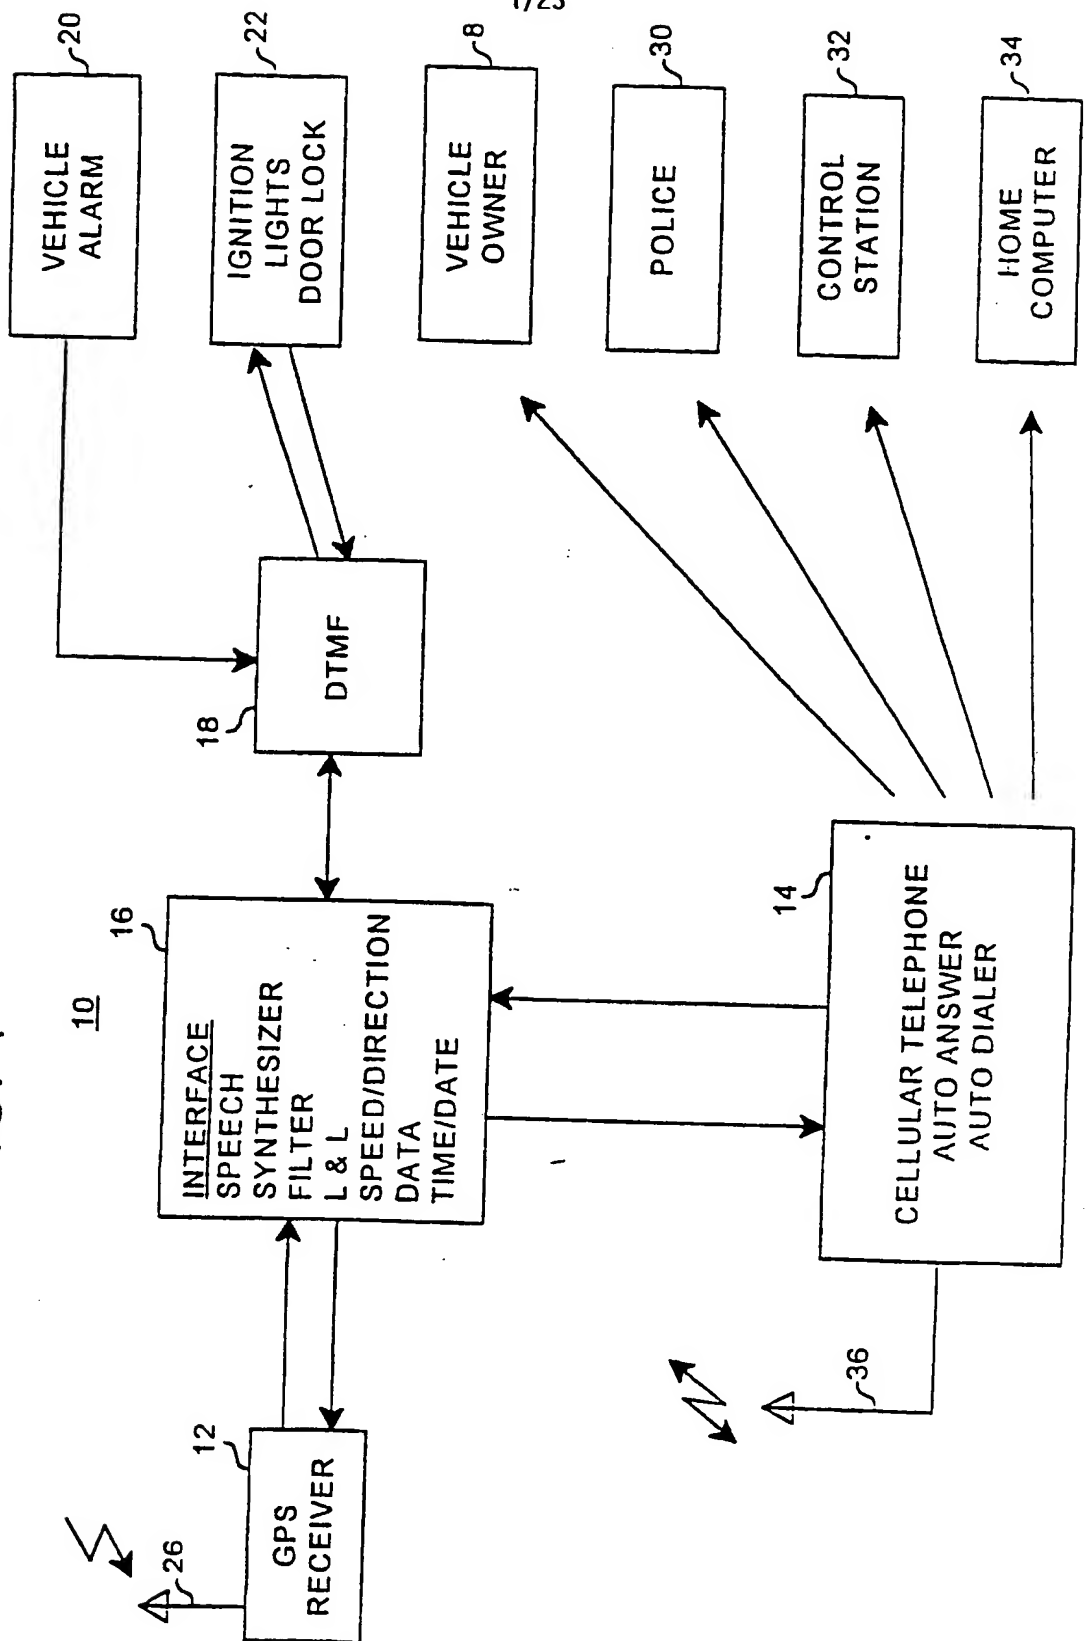 1/23
10
26
12
GPS
RECEIVER
16
INTERFACE
SPEECH
SYNTHESIZER
FILTER
L & L
SPEED/DIRECTION
DATA
TIME/DATE
18
DTMF
20
VEHICLE
ALARM
22
IGNITION
LIGHTS
DOOR LOCK
8
VEHICLE
OWNER
30
POLICE
32
CONTROL
STATION
34
HOME
COMPUTER
14
CELLULAR TELEPHONE
AUTO ANSWER
AUTO DIALER
36